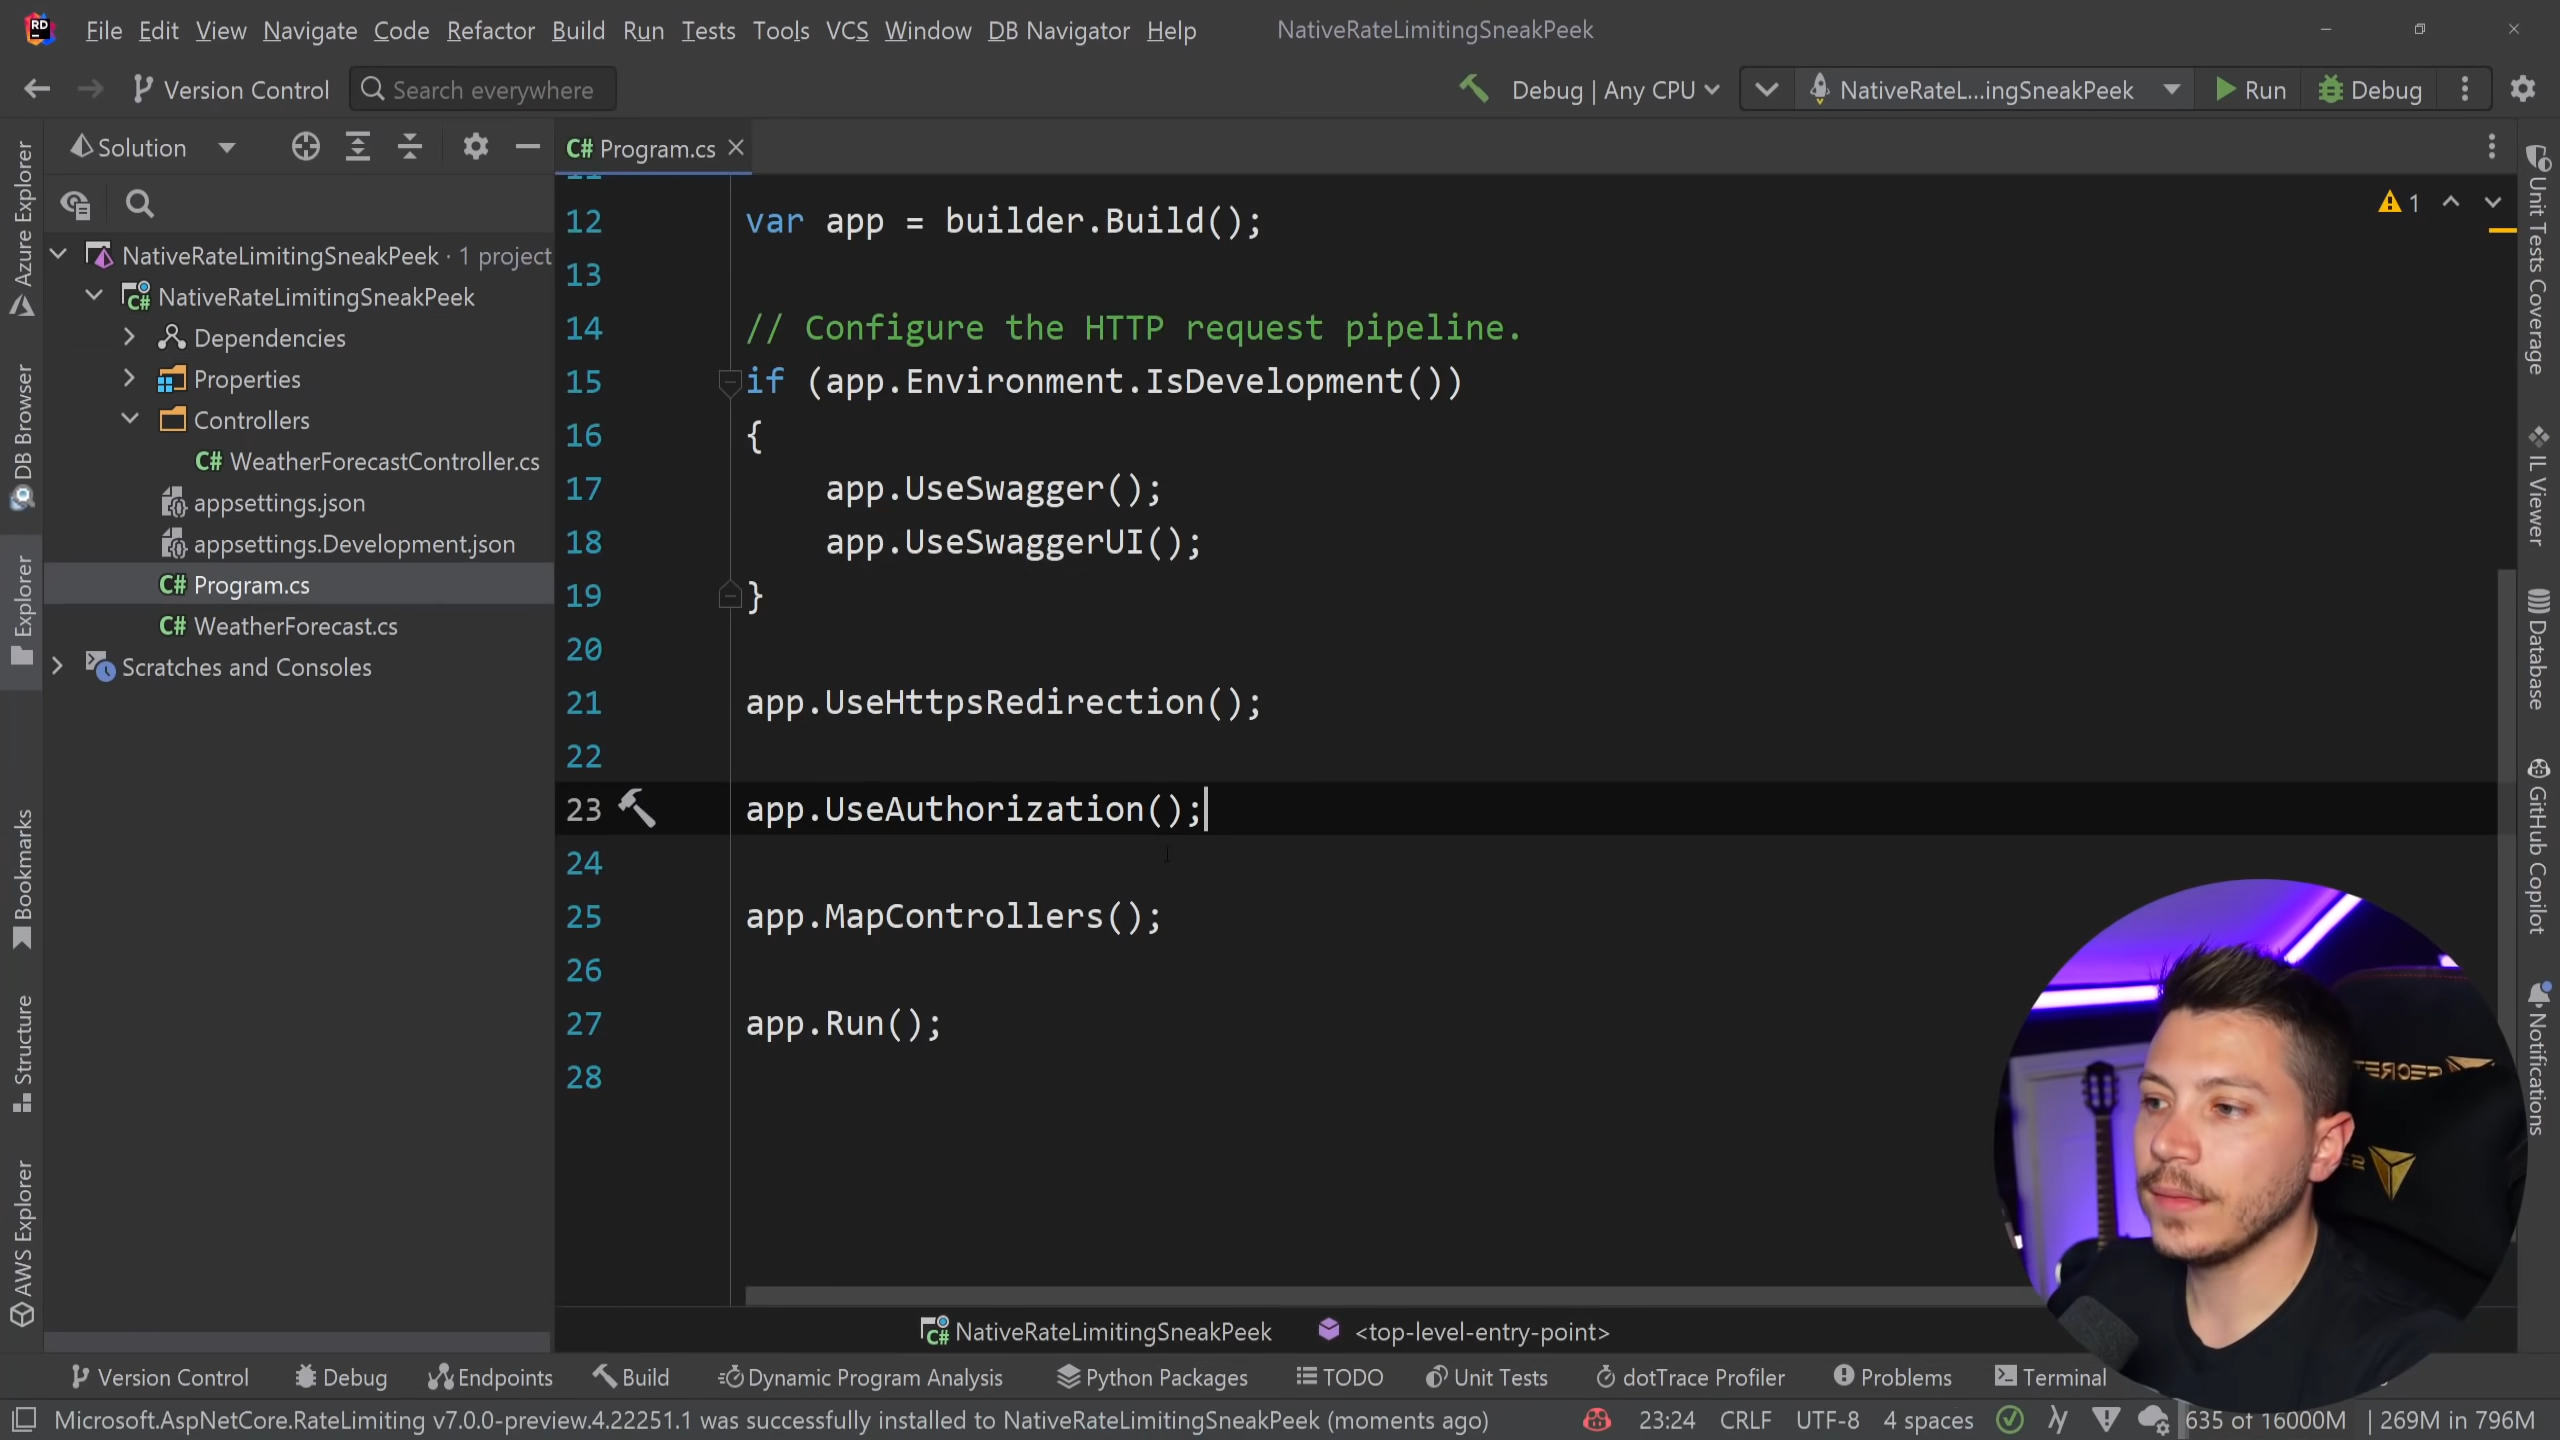 RD File Edit View Navigate Code Refactor Build Run Tests Tools VCS Window DB Navigator Help NativeRateLimitingSneakPeek
Version Control Search everywhere Debug | Any CPU NativeRateL...ingSneakPeek Run Debug
Solution
C# Program.cs
NativeRateLimitingSneakPeek · 1 project
C# NativeRateLimitingSneakPeek
Dependencies
Properties
Controllers
C# WeatherForecastController.cs
appsettings.json
appsettings.Development.json
C# Program.cs
C# WeatherForecast.cs
Scratches and Consoles
Azure Explorer
DB Browser
Explorer
Bookmarks
Structure
AWS Explorer
11
12 var app = builder.Build();
13
14 // Configure the HTTP request pipeline.
15 if (app.Environment.IsDevelopment())
16 {
17 app.UseSwagger();
18 app.UseSwaggerUI();
19 }
20
21 app.UseHttpsRedirection();
22
23 app.UseAuthorization();
24
25 app.MapControllers();
26
27 app.Run();
28
1
Unit Tests Coverage
IL Viewer
Database
GitHub Copilot
Notifications
C# NativeRateLimitingSneakPeek <top-level-entry-point>
Version Control Debug Endpoints Build Dynamic Program Analysis Python Packages TODO Unit Tests dotTrace Profiler Problems Terminal
Microsoft.AspNetCore.RateLimiting v7.0.0-preview.4.22251.1 was successfully installed to NativeRateLimitingSneakPeek (moments ago) 23:24 CRLF UTF-8 4 spaces 635 of 16000M 269M in 796M